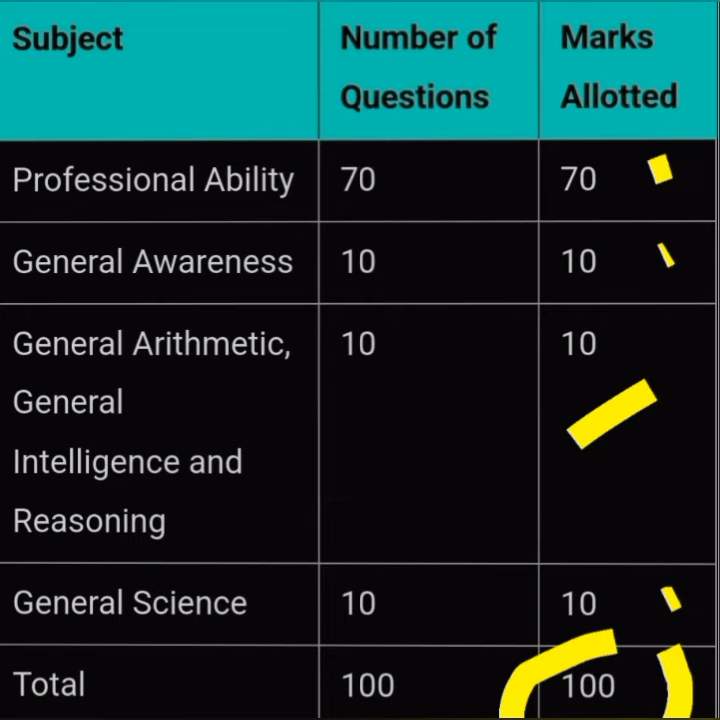 Subject Number of Marks
Questions Allotted
Professional Ability 70 70
General Awareness 10 10
General Arithmetic, 10 10
General
Intelligence and
Reasoning
General Science 10 10
Total 100 100